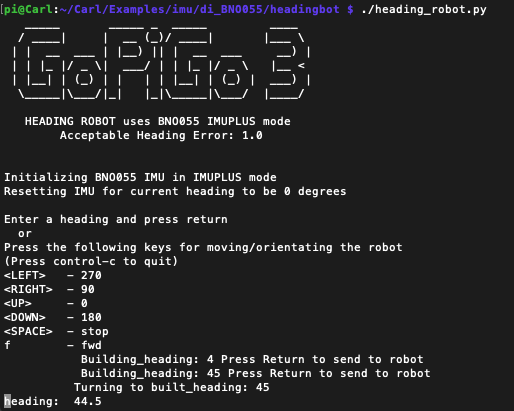 pi@Carl:~/Carl/Examples/imu/di_BNO055/headingbot $ ./heading_robot.py
GoPiGo 3
HEADING ROBOT uses BNO055 IMUPLUS mode
Acceptable Heading Error: 1.0
Initializing BNO055 IMU in IMUPLUS mode
Resetting IMU for current heading to be 0 degrees
Enter a heading and press return
or
Press the following keys for moving/orientating the robot
(Press control-c to quit)
<LEFT>   - 270
<RIGHT>  - 90
<UP>     - 0
<DOWN>   - 180
<SPACE>  - stop
f        - fwd
Building_heading: 4 Press Return to send to robot
Building_heading: 45 Press Return to send to robot
Turning to built_heading: 45
heading:  44.5